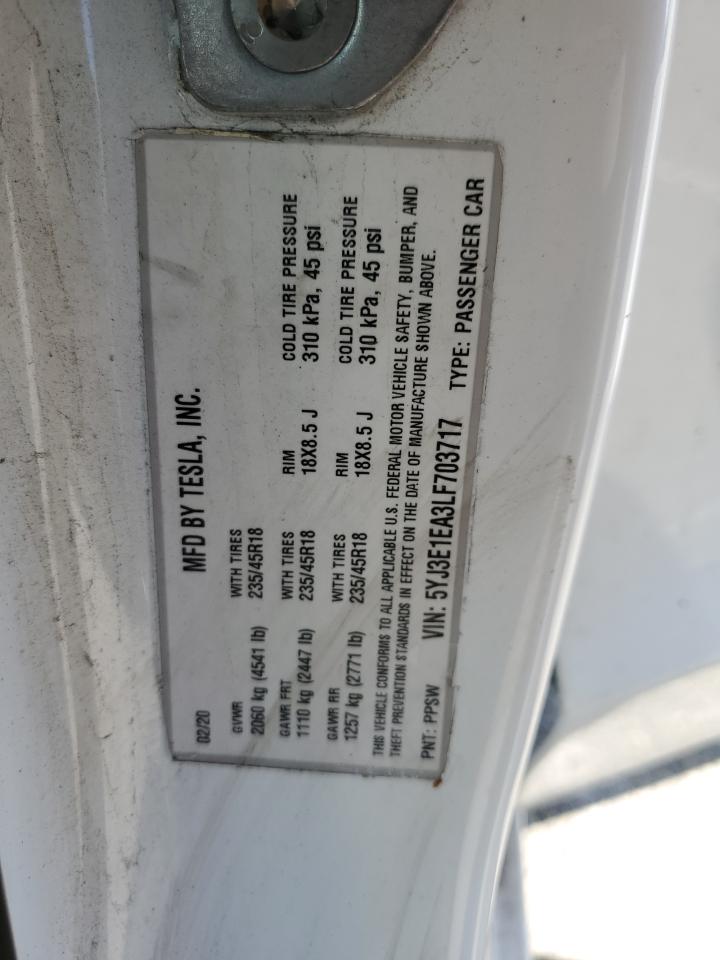 MFD BY TESLA, INC.
02/20
GVWR WITH TIRES
2060 kg (4541 lb) 235/45R18
GAWR FRT WITH TIRES RIM COLD TIRE PRESSURE
1110 kg (2447 lb) 235/45R18 18X8.5 J 310 kPa, 45 psi
GAWR RR WITH TIRES RIM COLD TIRE PRESSURE
1257 kg (2771 lb) 235/45R18 18X8.5 J 310 kPa, 45 psi
THIS VEHICLE CONFORMS TO ALL APPLICABLE U.S. FEDERAL MOTOR VEHICLE SAFETY, BUMPER, AND
THEFT PREVENTION STANDARDS IN EFFECT ON THE DATE OF MANUFACTURE SHOWN ABOVE.
PNT: PPSW VIN: 5YJ3E1EA3LF703717 TYPE: PASSENGER CAR